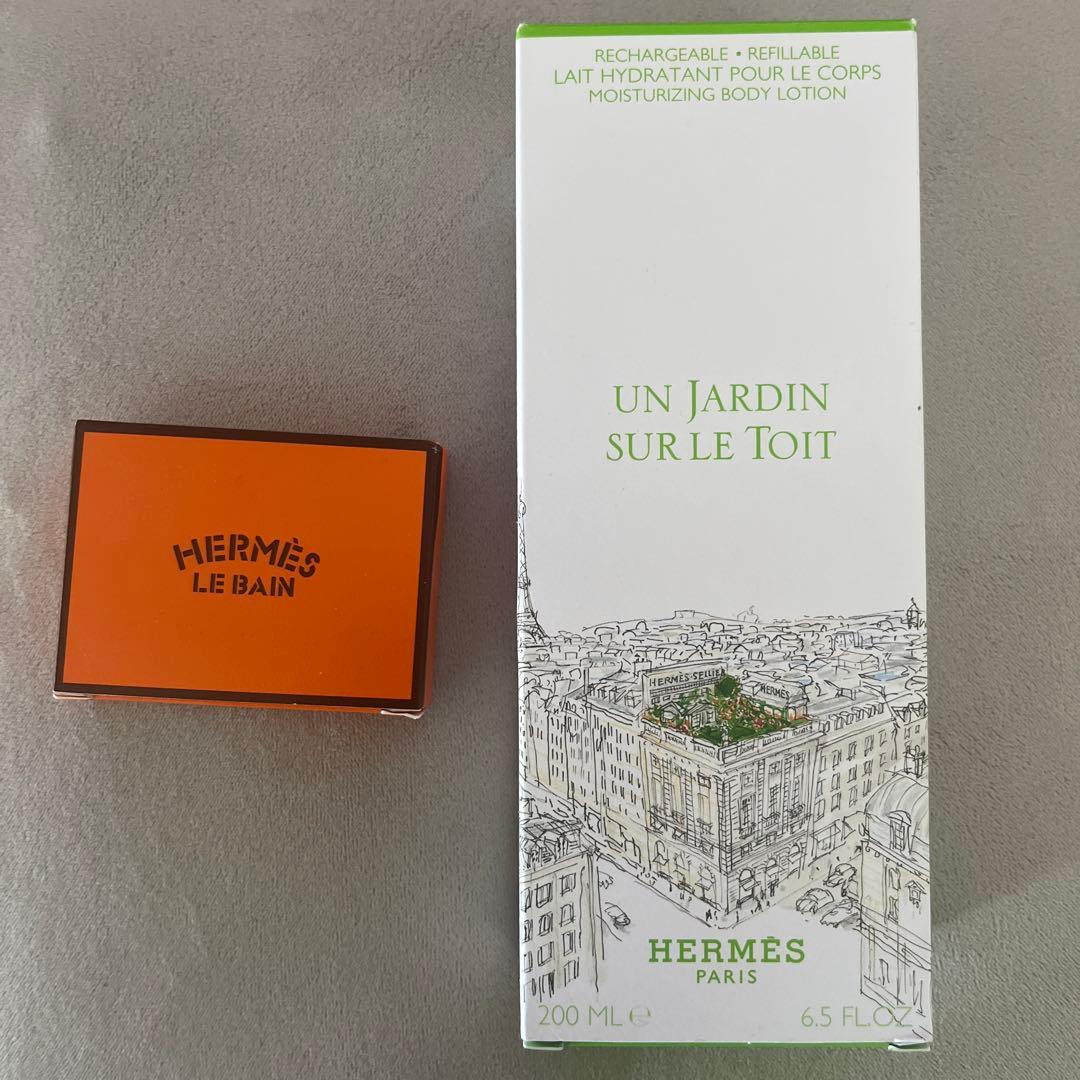 HERMÈS
LE BAIN
RECHARGEABLE • REFILLABLE
LAIT HYDRATANT POUR LE CORPS
MOISTURIZING BODY LOTION
UN JARDIN
SUR LE TOIT
HERMÈS-SELLIER
HERMÈS
HERMÈS
PARIS
200 ML ℮
6.5 FL.OZ